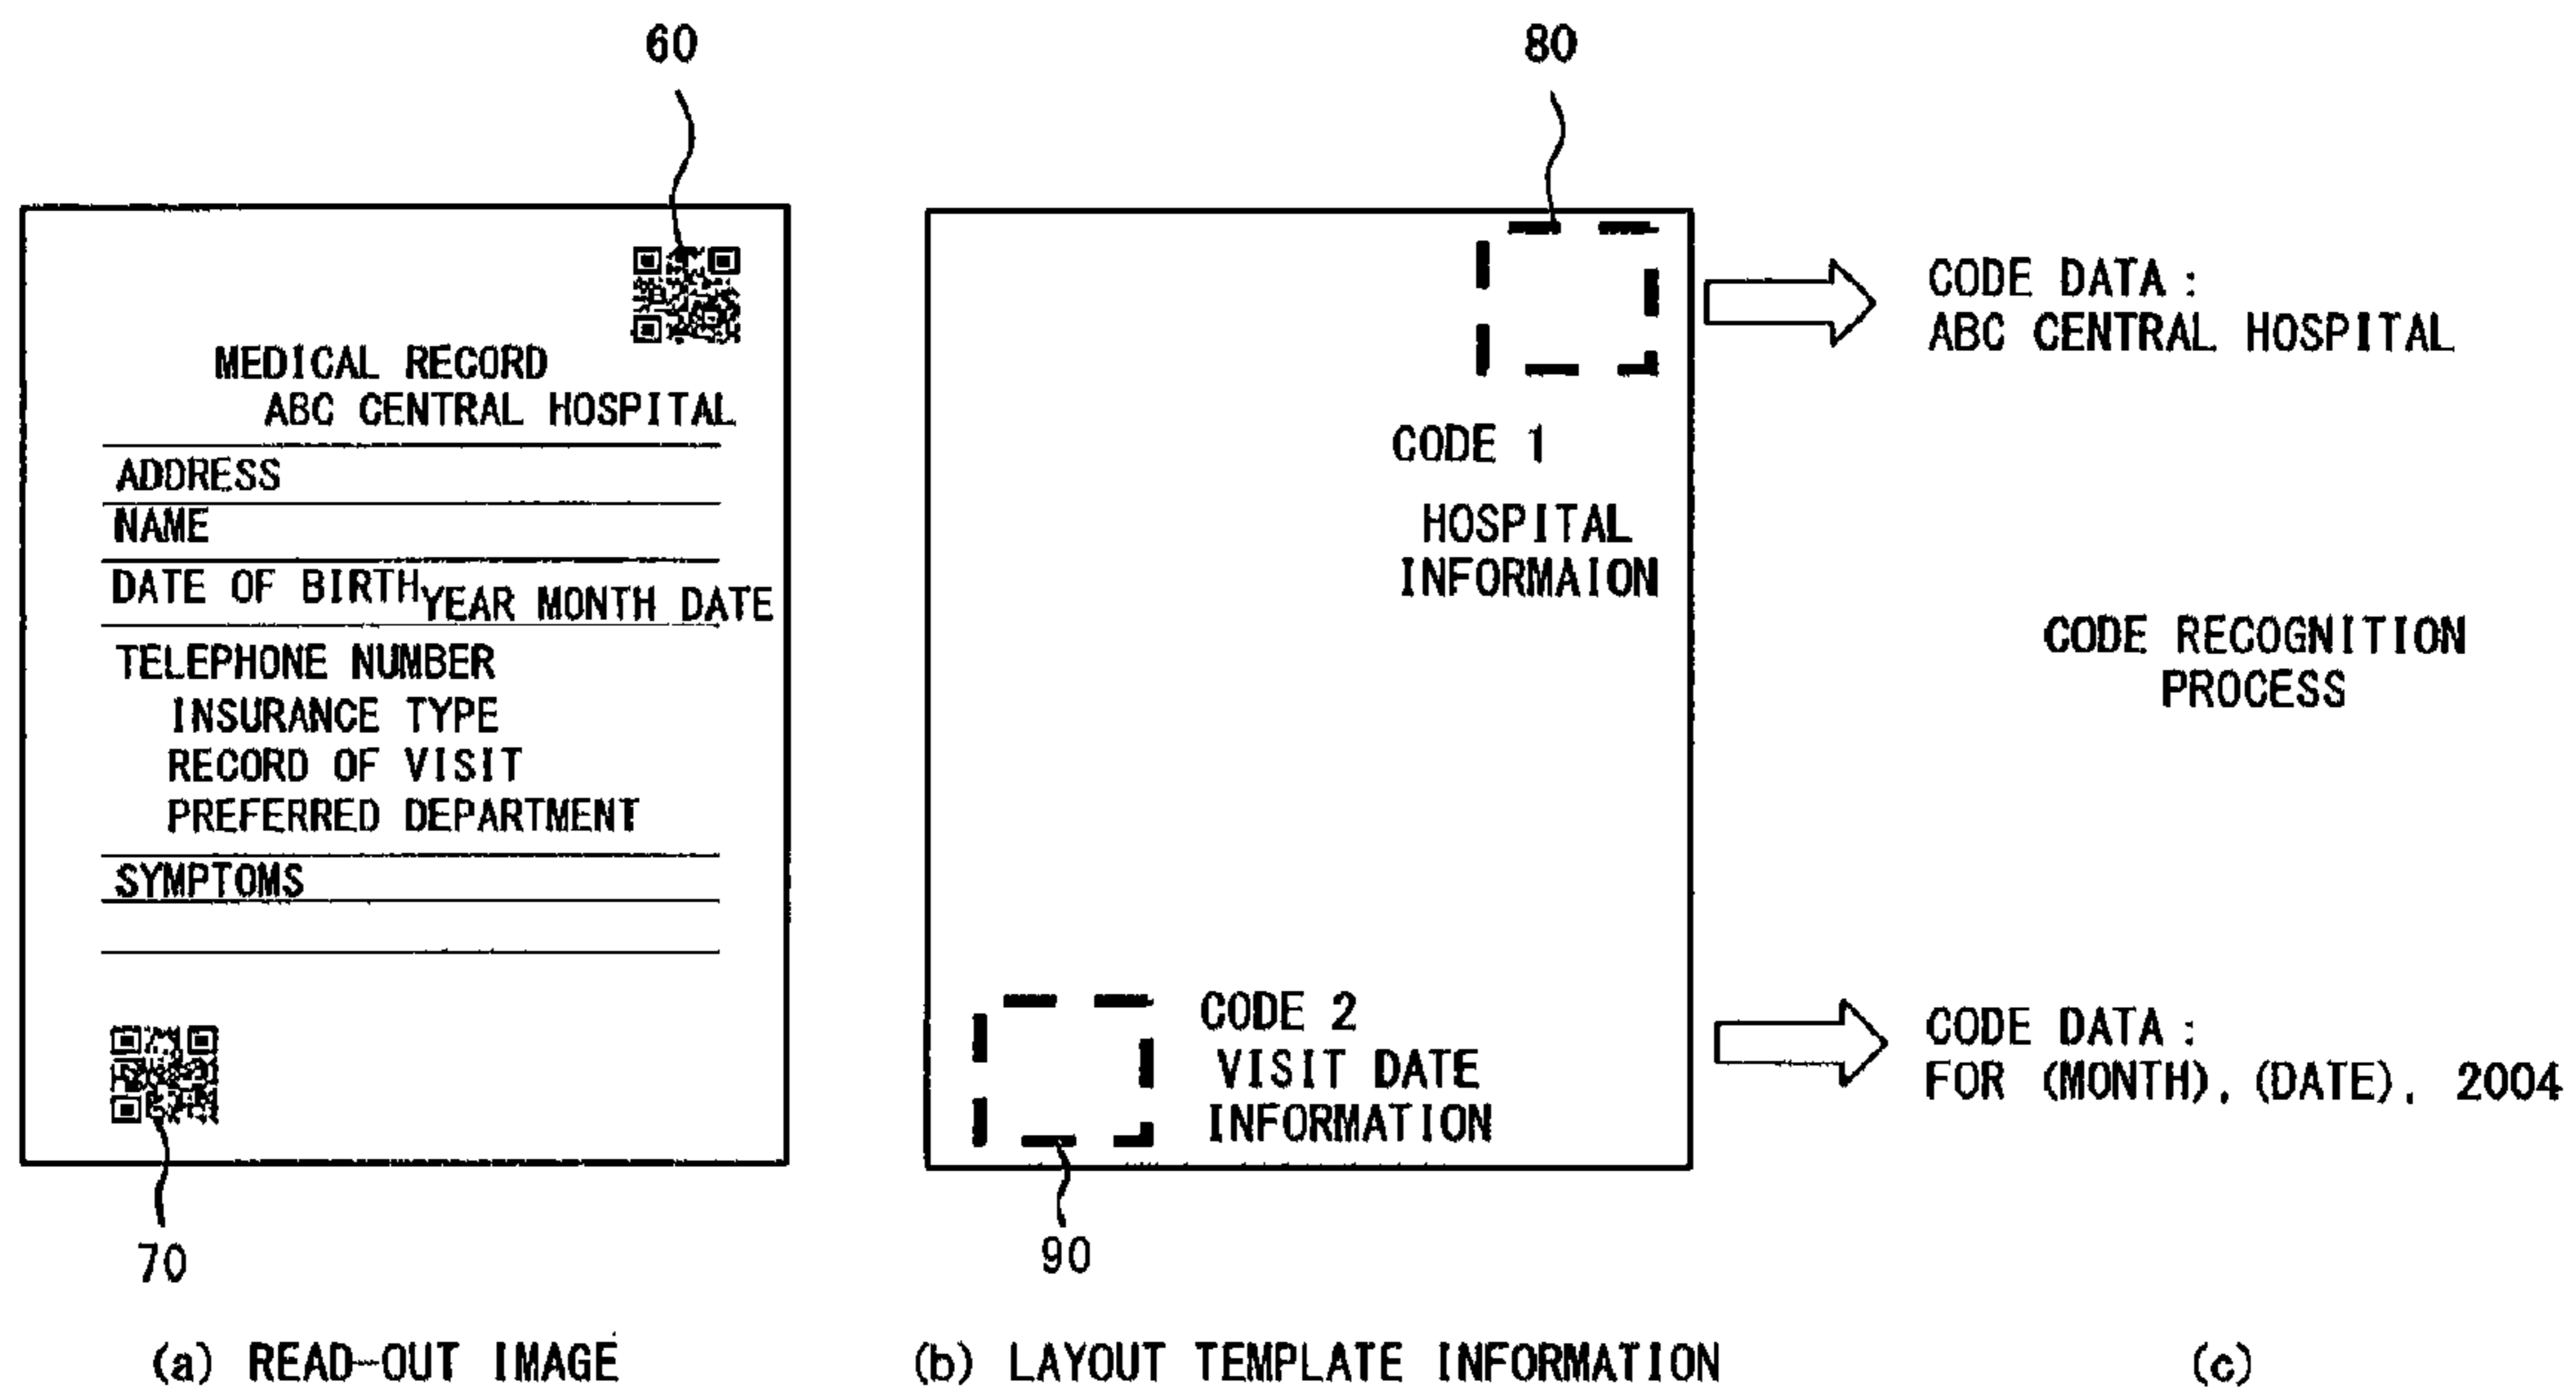 60
80
MEDICAL RECORD
ABC CENTRAL HOSPITAL
ADDRESS
NAME
DATE OF BIRTH YEAR MONTH DATE
TELEPHONE NUMBER
INSURANCE TYPE
RECORD OF VISIT
PREFERRED DEPARTMENT
SYMPTOMS
70
CODE 1
HOSPITAL
INFORMAION
CODE 2
VISIT DATE
INFORMATION
90
CODE DATA :
ABC CENTRAL HOSPITAL
CODE RECOGNITION
PROCESS
CODE DATA :
FOR (MONTH), (DATE), 2004
(a) READ-OUT IMAGE
(b) LAYOUT TEMPLATE INFORMATION
(c)